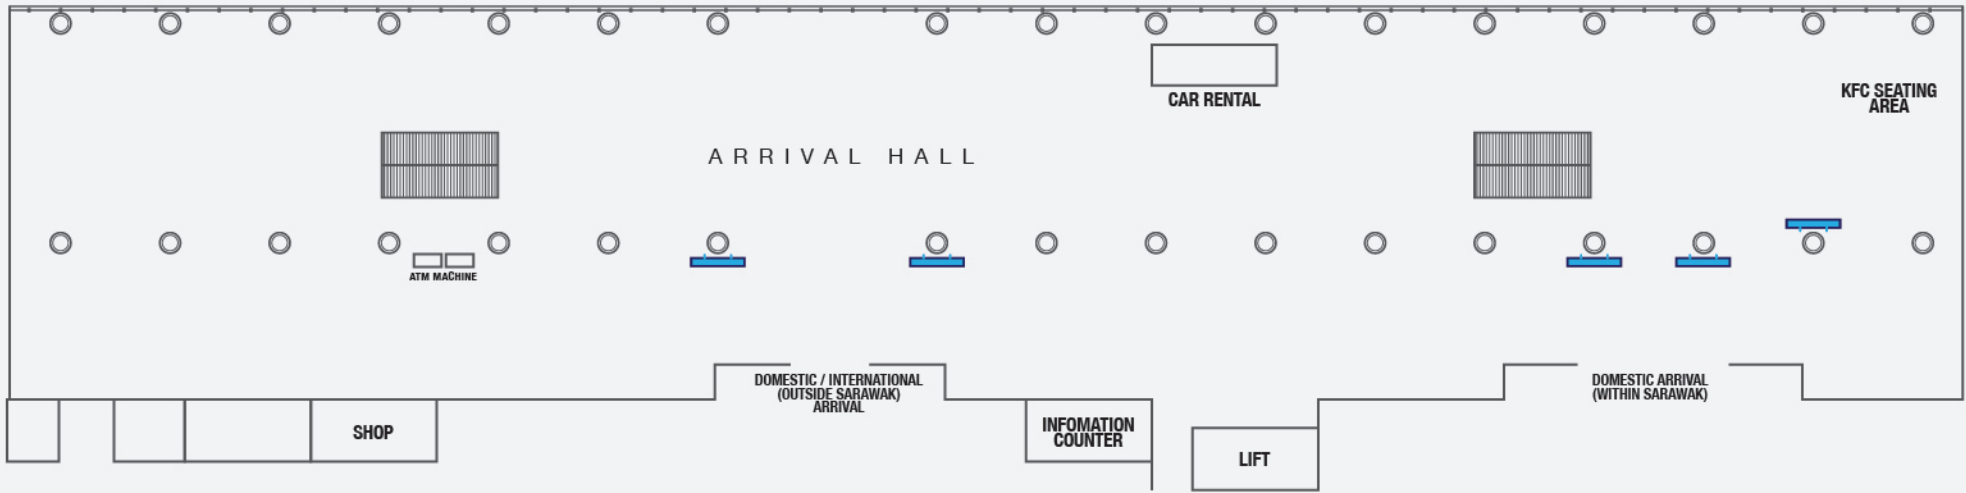 CAR RENTAL
KFC SEATING
AREA
ARRIVAL HALL
ATM MACHINE
DOMESTIC / INTERNATIONAL
(OUTSIDE SARAWAK)
ARRIVAL
DOMESTIC ARRIVAL
(WITHIN SARAWAK)
SHOP
INFOMATION
COUNTER
LIFT